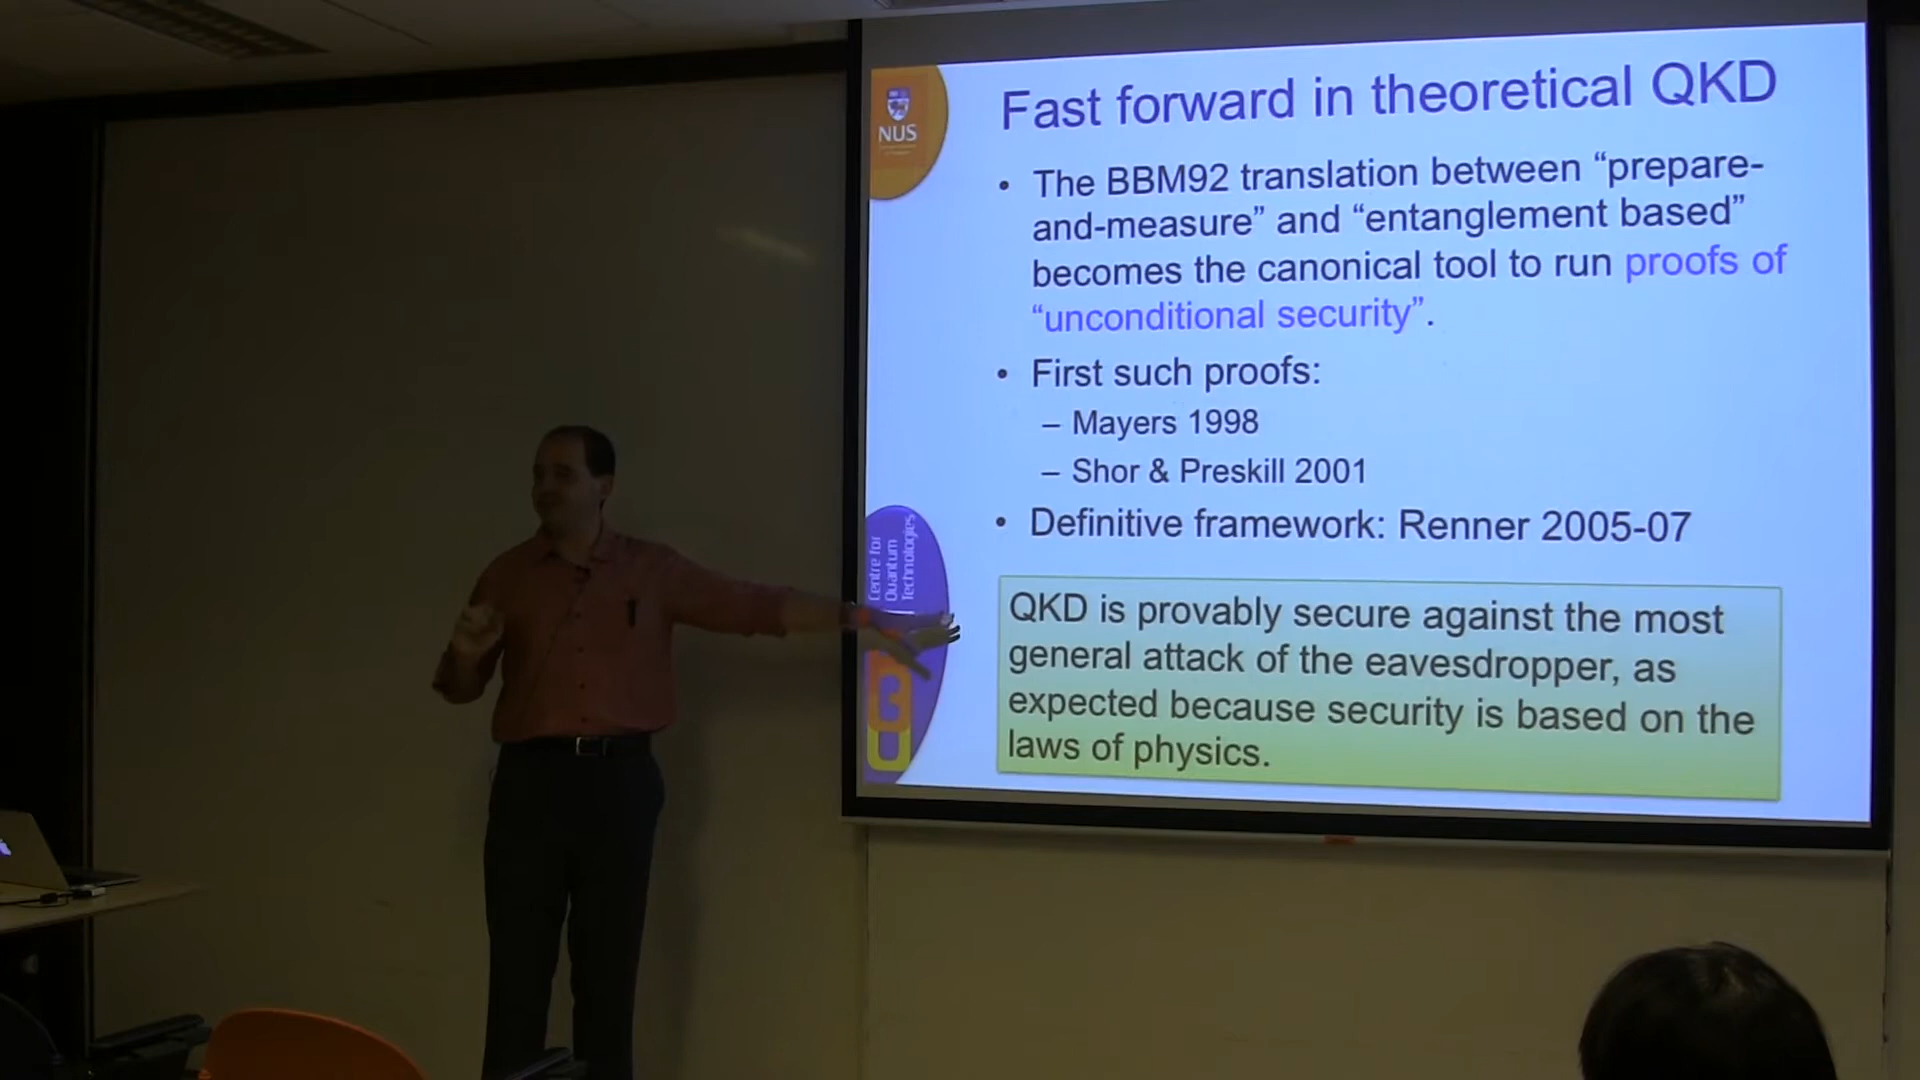 Fast forward in theoretical QKD
NUS
• The BBM92 translation between “prepare-
and-measure” and “entanglement based”
becomes the canonical tool to run proofs of
“unconditional security”.
• First such proofs:
– Mayers 1998
– Shor & Preskill 2001
• Definitive framework: Renner 2005-07
Centre for
Quantum
Technologies
QKD is provably secure against the most
general attack of the eavesdropper, as
expected because security is based on the
laws of physics.